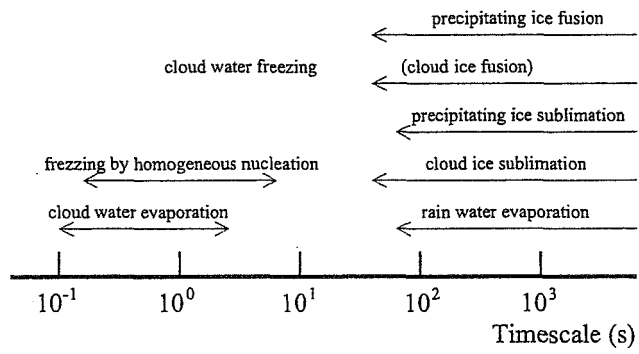 precipitating ice fusion
cloud water freezing (cloud ice fusion)
precipitating ice sublimation
frezzing by homogeneous nucleation cloud ice sublimation
cloud water evaporation rain water evaporation
10⁻¹ 10⁰ 10¹ 10² 10³
Timescale (s)